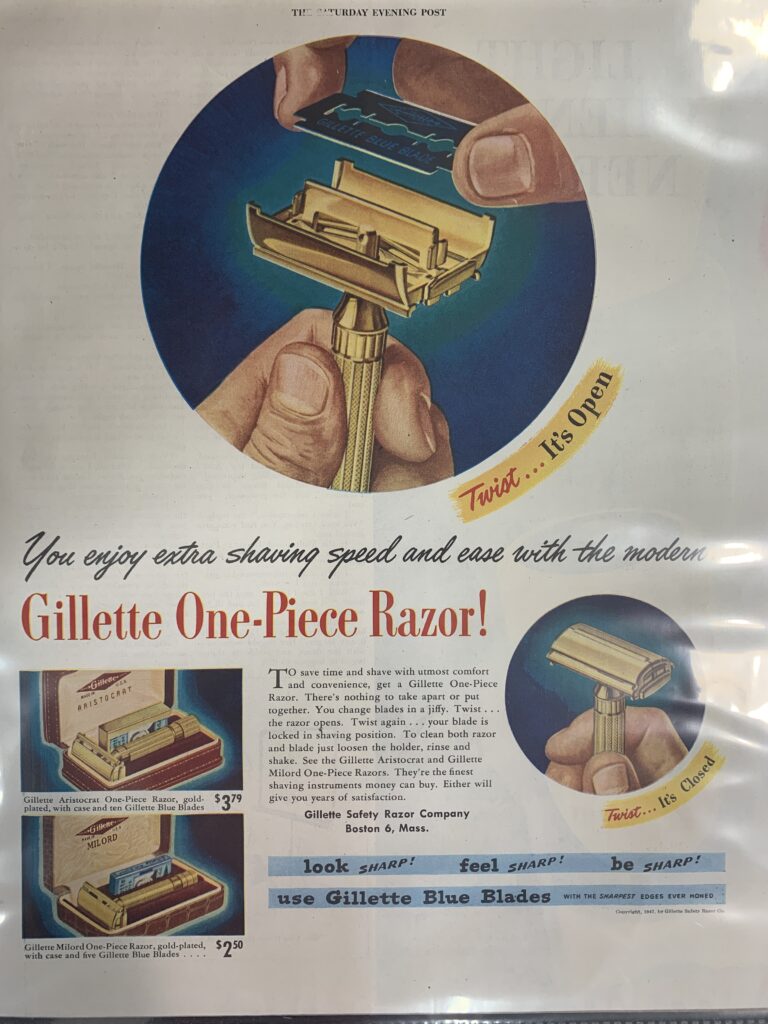 THE SATURDAY EVENING POST
Gillette
GILLETTE BLUE BLADE
Twist ... It's Open
You enjoy extra shaving speed and ease with the modern
Gillette One-Piece Razor!
Gillette
MADE IN U.S.A.
ARISTOCRAT
Gillette Aristocrat One-Piece Razor, gold-
plated, with case and ten Gillette Blue Blades $3.79
Gillette
MADE IN U.S.A.
MILORD
Gillette Milord One-Piece Razor, gold-plated,
with case and five Gillette Blue Blades . . . . $2.50
TO save time and shave with utmost comfort
and convenience, get a Gillette One-Piece
Razor. There's nothing to take apart or put
together. You change blades in a jiffy. Twist . . .
the razor opens. Twist again . . . your blade is
locked in shaving position. To clean both razor
and blade just loosen the holder, rinse and
shake. See the Gillette Aristocrat and Gillette
Milord One-Piece Razors. They're the finest
shaving instruments money can buy. Either will
give you years of satisfaction.
Gillette Safety Razor Company
Boston 6, Mass.
Twist... It's Closed
look SHARP! feel SHARP! be SHARP!
use Gillette Blue Blades WITH THE SHARPEST EDGES EVER HONED
Copyright, 1947, by Gillette Safety Razor Co.